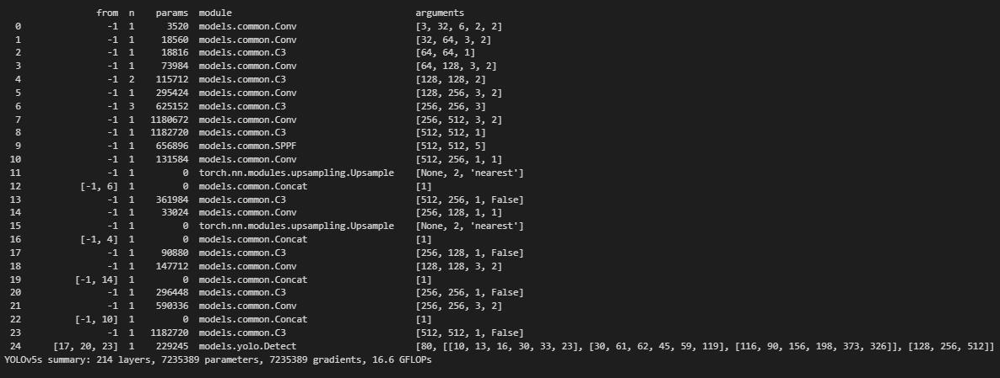 from n params module arguments
0 -1 1 3520 models.common.Conv [3, 32, 6, 2, 2]
1 -1 1 18560 models.common.Conv [32, 64, 3, 2]
2 -1 1 18816 models.common.C3 [64, 64, 1]
3 -1 1 73984 models.common.Conv [64, 128, 3, 2]
4 -1 2 115712 models.common.C3 [128, 128, 2]
5 -1 1 295424 models.common.Conv [128, 256, 3, 2]
6 -1 3 625152 models.common.C3 [256, 256, 3]
7 -1 1 1180672 models.common.Conv [256, 512, 3, 2]
8 -1 1 1182720 models.common.C3 [512, 512, 1]
9 -1 1 656896 models.common.SPPF [512, 512, 5]
10 -1 1 131584 models.common.Conv [512, 256, 1, 1]
11 -1 1 0 torch.nn.modules.upsampling.Upsample [None, 2, 'nearest']
12 [-1, 6] 1 0 models.common.Concat [1]
13 -1 1 361984 models.common.C3 [512, 256, 1, False]
14 -1 1 33024 models.common.Conv [256, 128, 1, 1]
15 -1 1 0 torch.nn.modules.upsampling.Upsample [None, 2, 'nearest']
16 [-1, 4] 1 0 models.common.Concat [1]
17 -1 1 90880 models.common.C3 [256, 128, 1, False]
18 -1 1 147712 models.common.Conv [128, 128, 3, 2]
19 [-1, 14] 1 0 models.common.Concat [1]
20 -1 1 296448 models.common.C3 [256, 256, 1, False]
21 -1 1 590336 models.common.Conv [256, 256, 3, 2]
22 [-1, 10] 1 0 models.common.Concat [1]
23 -1 1 1182720 models.common.C3 [512, 512, 1, False]
24 [17, 20, 23] 1 229245 models.yolo.Detect [80, [[10, 13, 16, 30, 33, 23], [30, 61, 62, 45, 59, 119], [116, 90, 156, 198, 373, 326]], [128, 256, 512]]
YOLOv5s summary: 214 layers, 7235389 parameters, 7235389 gradients, 16.6 GFLOPs